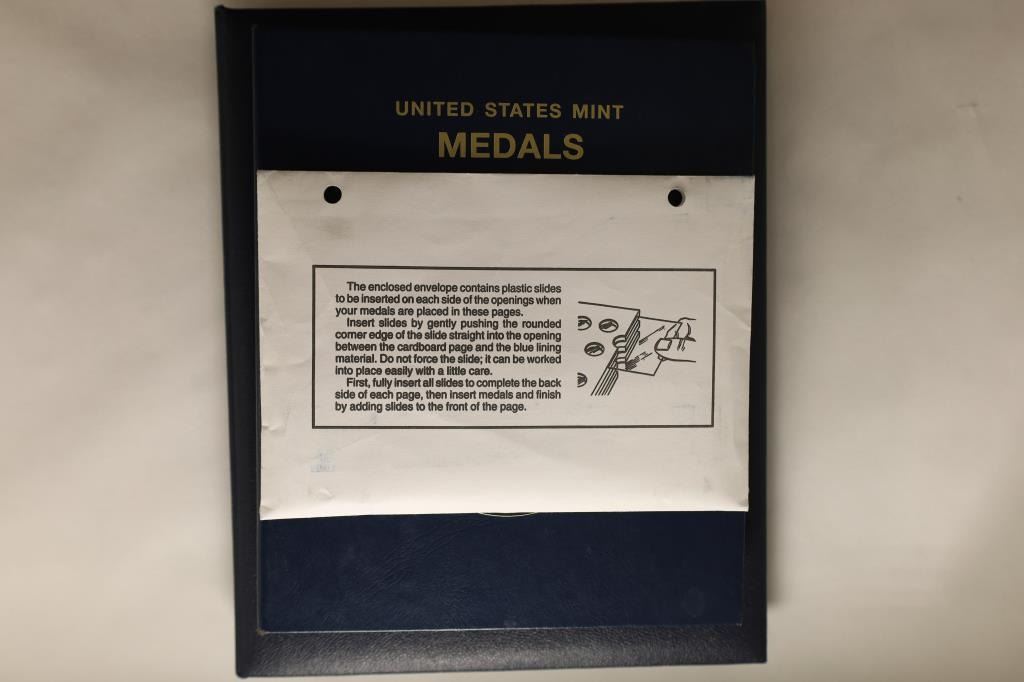 UNITED STATES MINT
MEDALS
The enclosed envelope contains plastic slides
to be inserted on each side of the openings when
your medals are placed in these pages.
Insert slides by gently pushing the rounded
corner edge of the slide straight into the opening
between the cardboard page and the blue lining
material. Do not force the slide; it can be worked
into place easily with a little care.
First, fully insert all slides to complete the back
side of each page, then insert medals and finish
by adding slides to the front of the page.